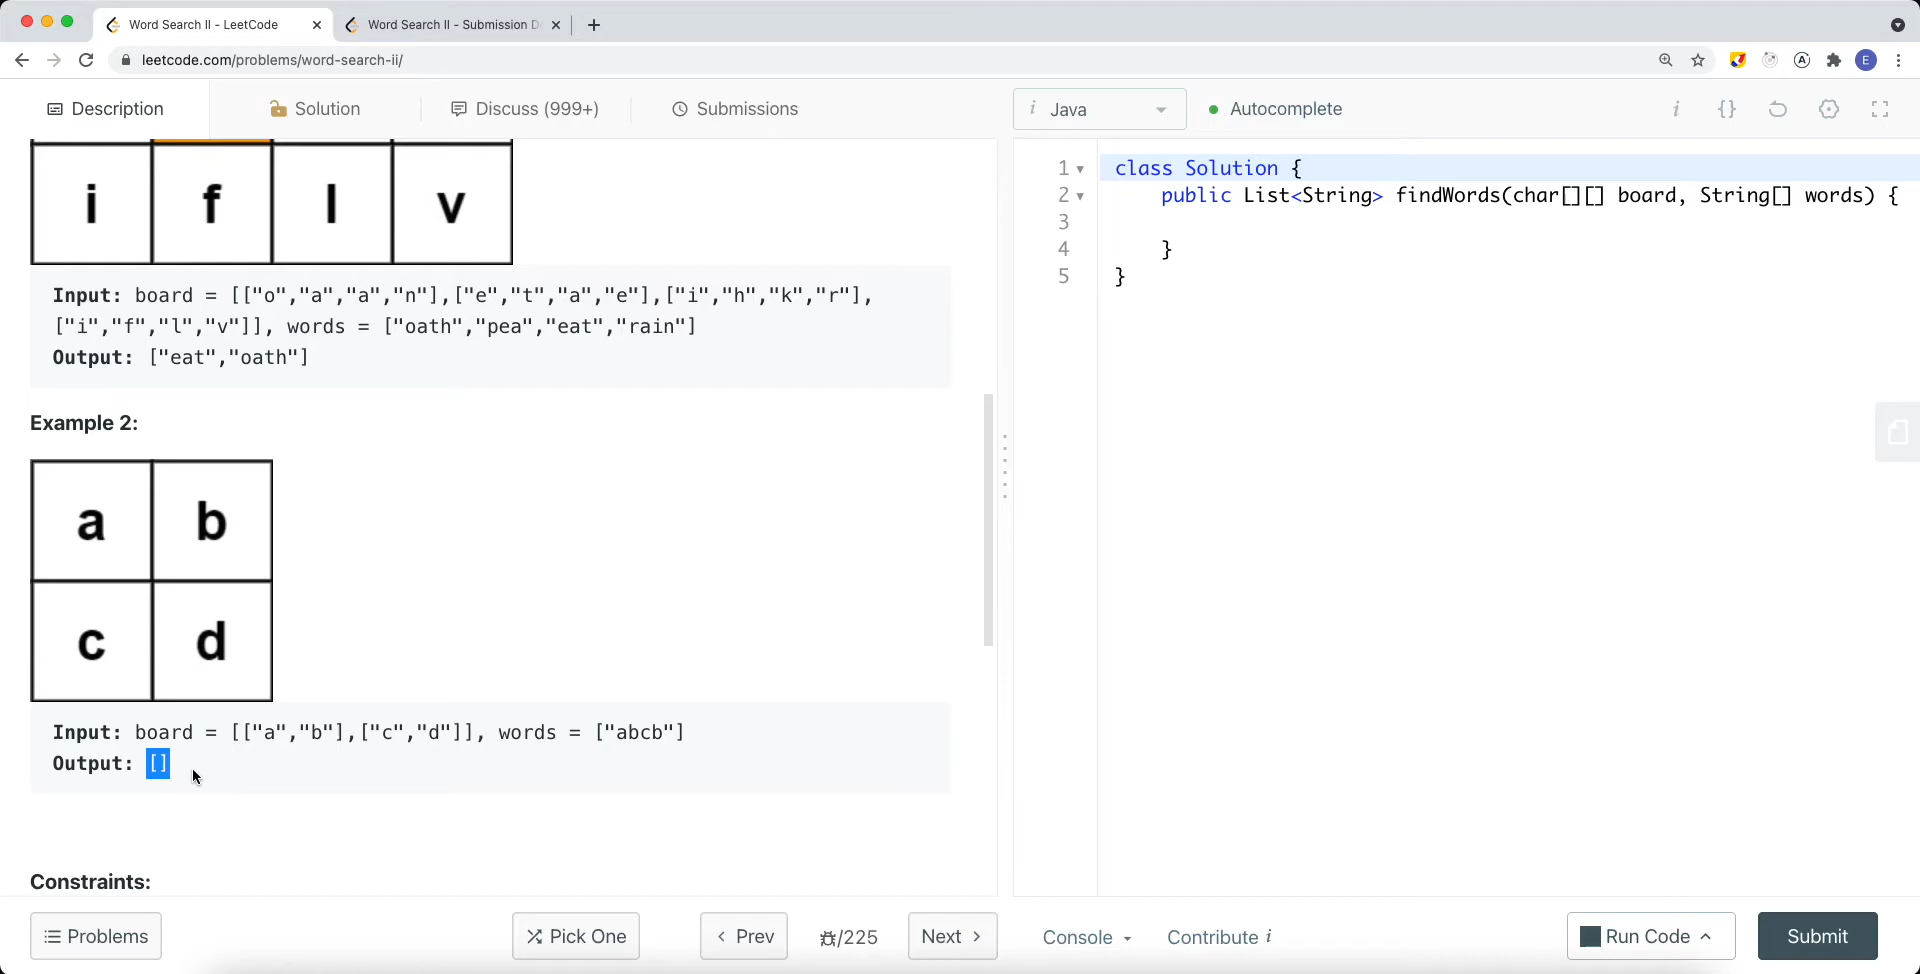 Word Search II - LeetCode
Word Search II - Submission D
leetcode.com/problems/word-search-ii/
E
Description
Solution
Discuss (999+)
Submissions
i Java
Autocomplete
i {}
i f l v
Input: board = [["o","a","a","n"],["e","t","a","e"],["i","h","k","r"],
["i","f","l","v"]], words = ["oath","pea","eat","rain"]
Output: ["eat","oath"]
Example 2:
a b
c d
Input: board = [["a","b"],["c","d"]], words = ["abcb"]
Output: []
Constraints:
1 class Solution {
2 public List<String> findWords(char[][] board, String[] words) {
3
4 }
5 }
Problems
Pick One
< Prev
/225
Next >
Console
Contribute i
Run Code
Submit